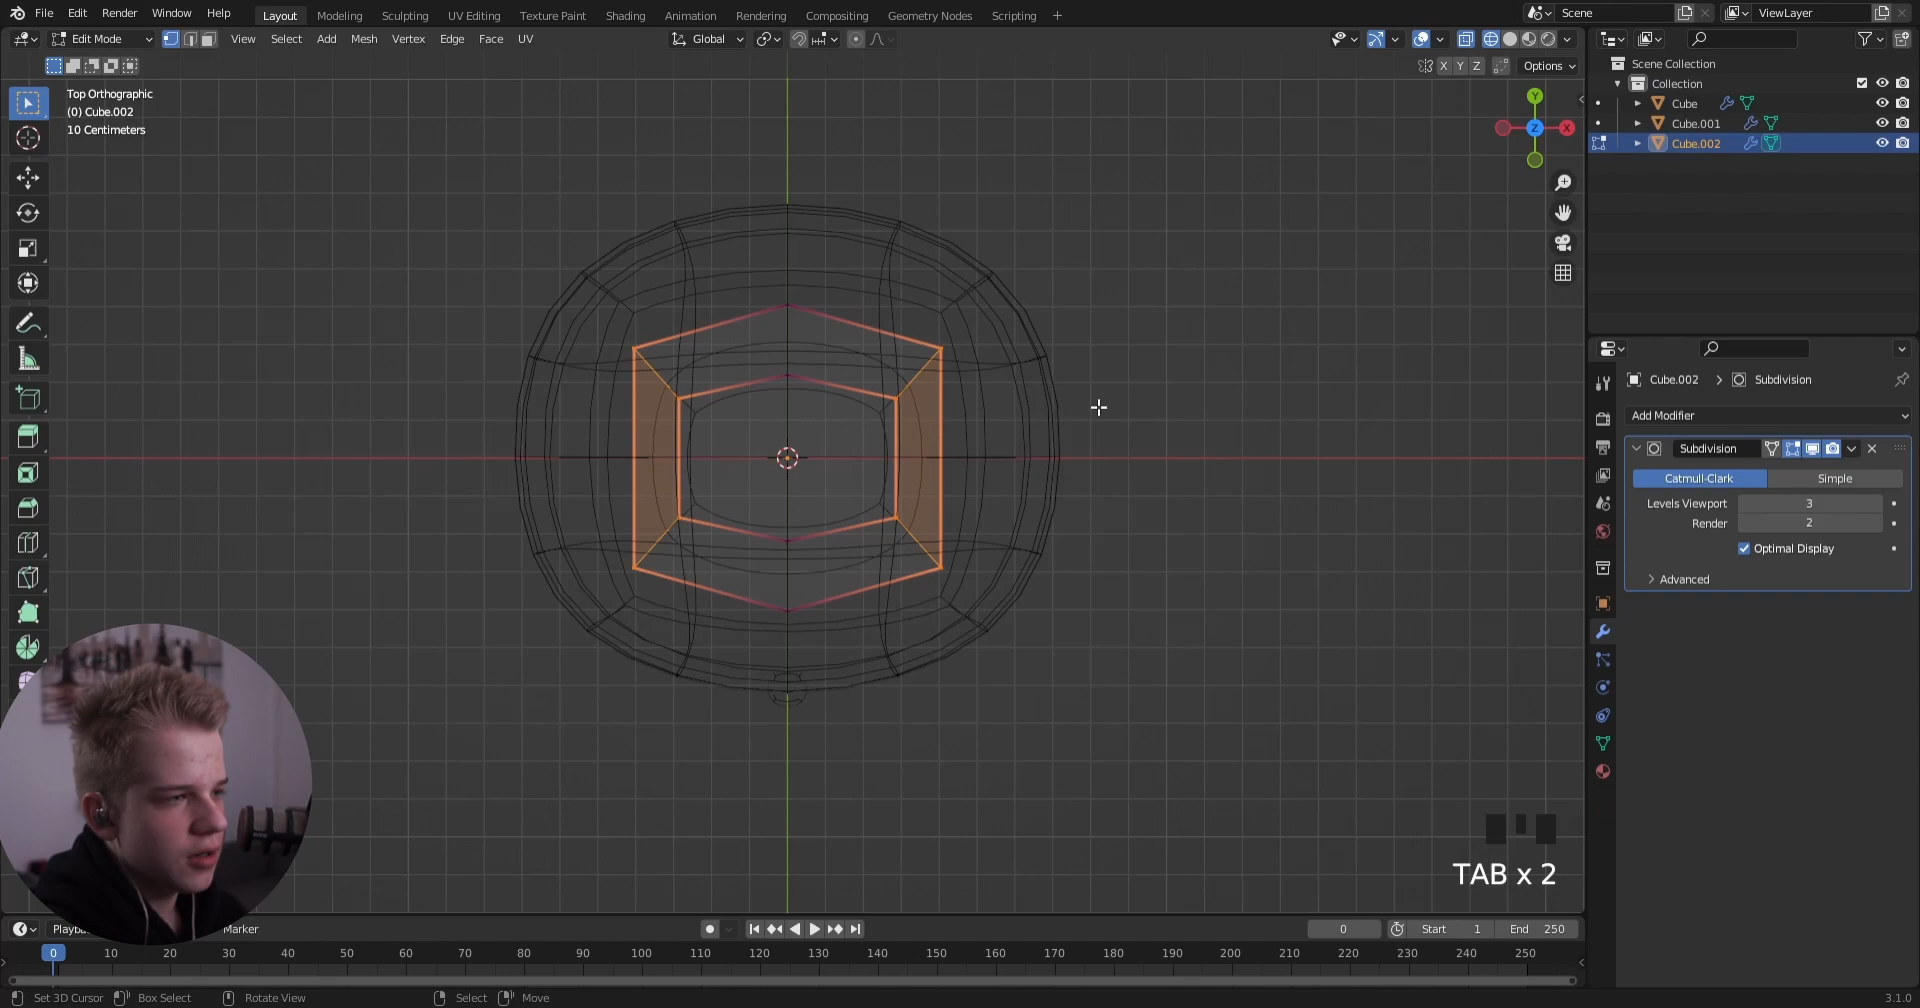 File Edit Render Window Help Layout Modeling Sculpting UV Editing Texture Paint Shading Animation Rendering Compositing Geometry Nodes Scripting + Scene ViewLayer
Edit Mode View Select Add Mesh Vertex Edge Face UV Global
X Y Z Options
Top Orthographic
(0) Cube.002
10 Centimeters
Y
Z
X
Scene Collection
Collection
Cube
Cube.001
Cube.002
Cube.002 > Subdivision
Add Modifier
Subdivision
Catmull-Clark Simple
Levels Viewport 3
Render 2
Optimal Display
Advanced
TAB x 2
Marker 0 Start 1 End 250
0 10 20 30 40 50 60 70 80 90 100 110 120 130 140 150 160 170 180 190 200 210 220 230 240 250
Set 3D Cursor Box Select Rotate View Select Move 3.1.0